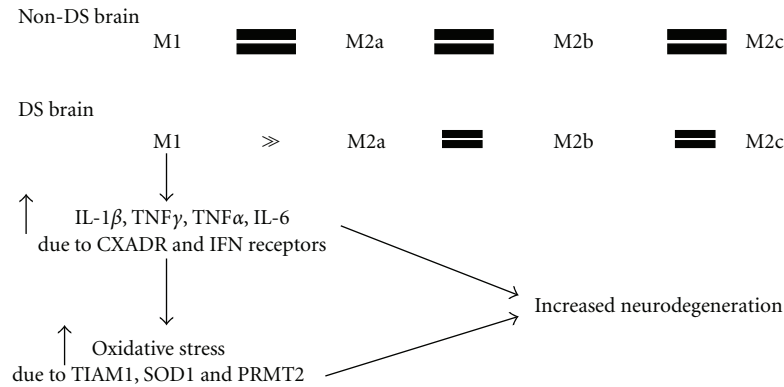 Non-DS brain
M1 M2a M2b M2c
DS brain
M1 ≫ M2a M2b M2c
IL-1β, TNFγ, TNFα, IL-6
due to CXADR and IFN receptors
Increased neurodegeneration
Oxidative stress
due to TIAM1, SOD1 and PRMT2